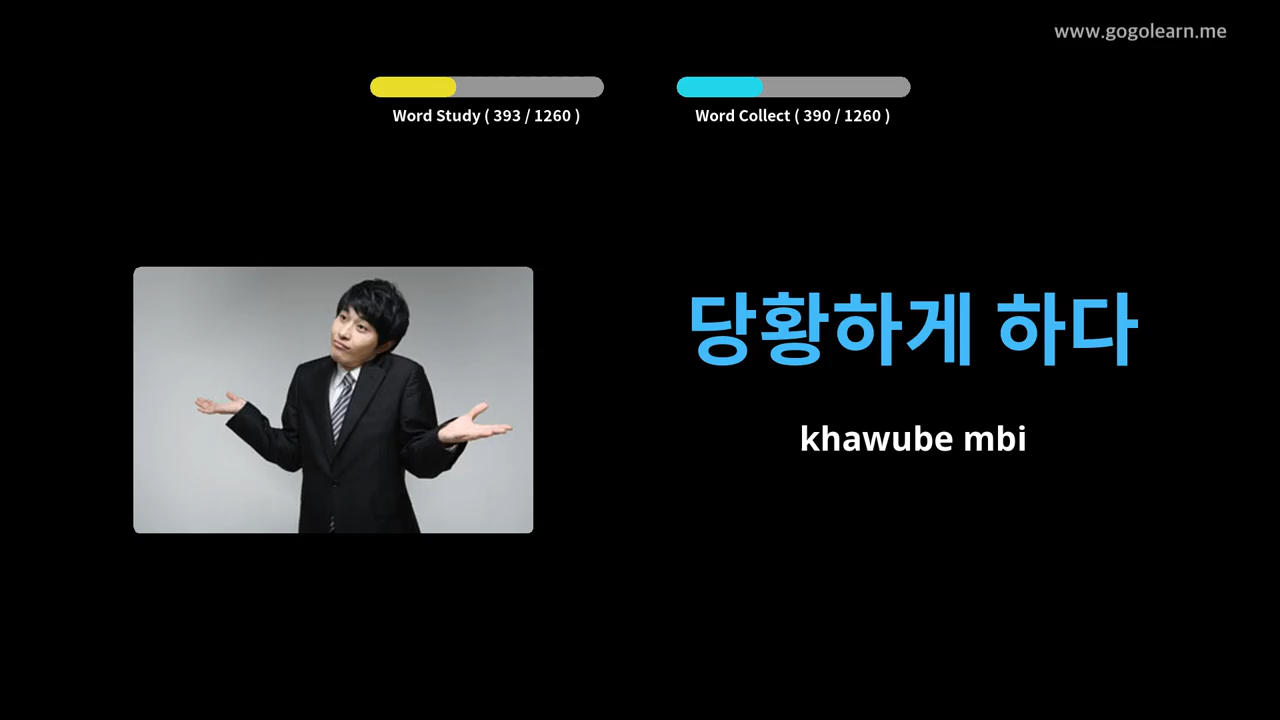 www.gogolearn.me
Word Study ( 393 / 1260 )
Word Collect ( 390 / 1260 )
당황하게 하다
khawube mbi